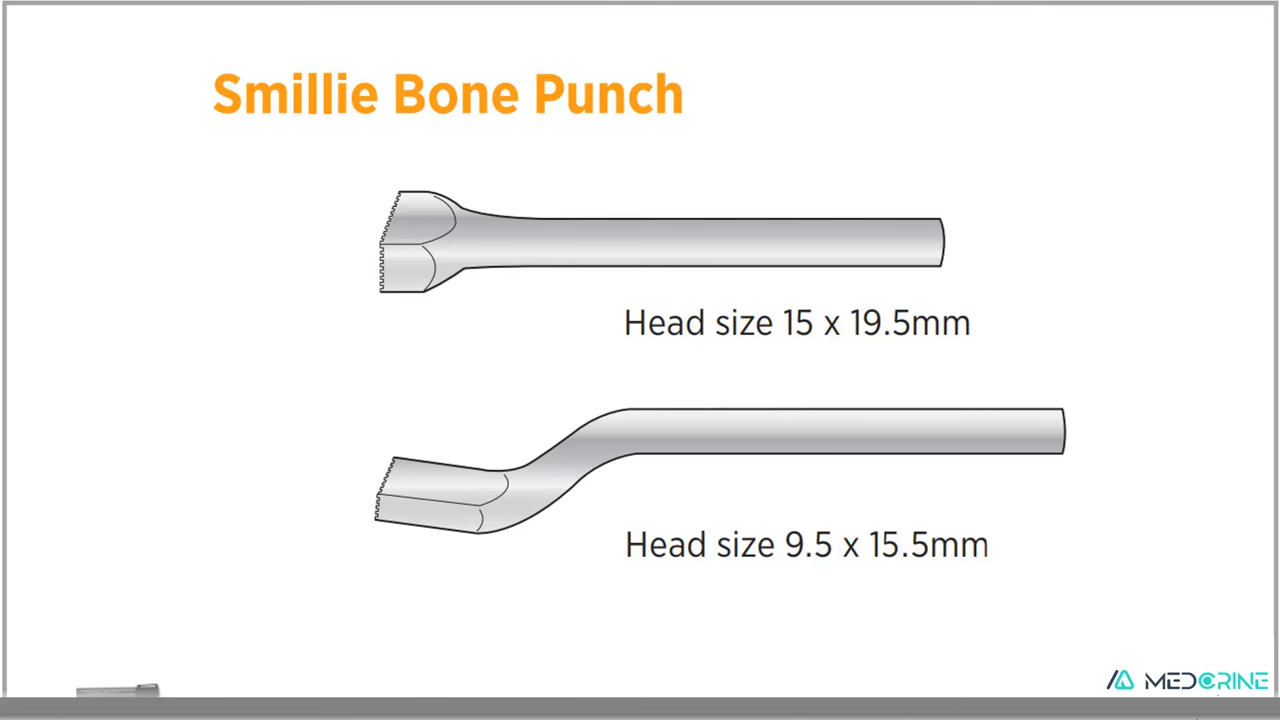 Smillie Bone Punch
Head size 15 x 19.5mm
Head size 9.5 x 15.5mm
MEDCRINE